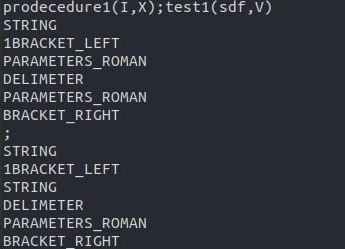 prodecedure1(I,X);test1(sdf,V)
STRING
1BRACKET_LEFT
PARAMETERS_ROMAN
DELIMETER
PARAMETERS_ROMAN
BRACKET_RIGHT
;
STRING
1BRACKET_LEFT
STRING
DELIMETER
PARAMETERS_ROMAN
BRACKET_RIGHT